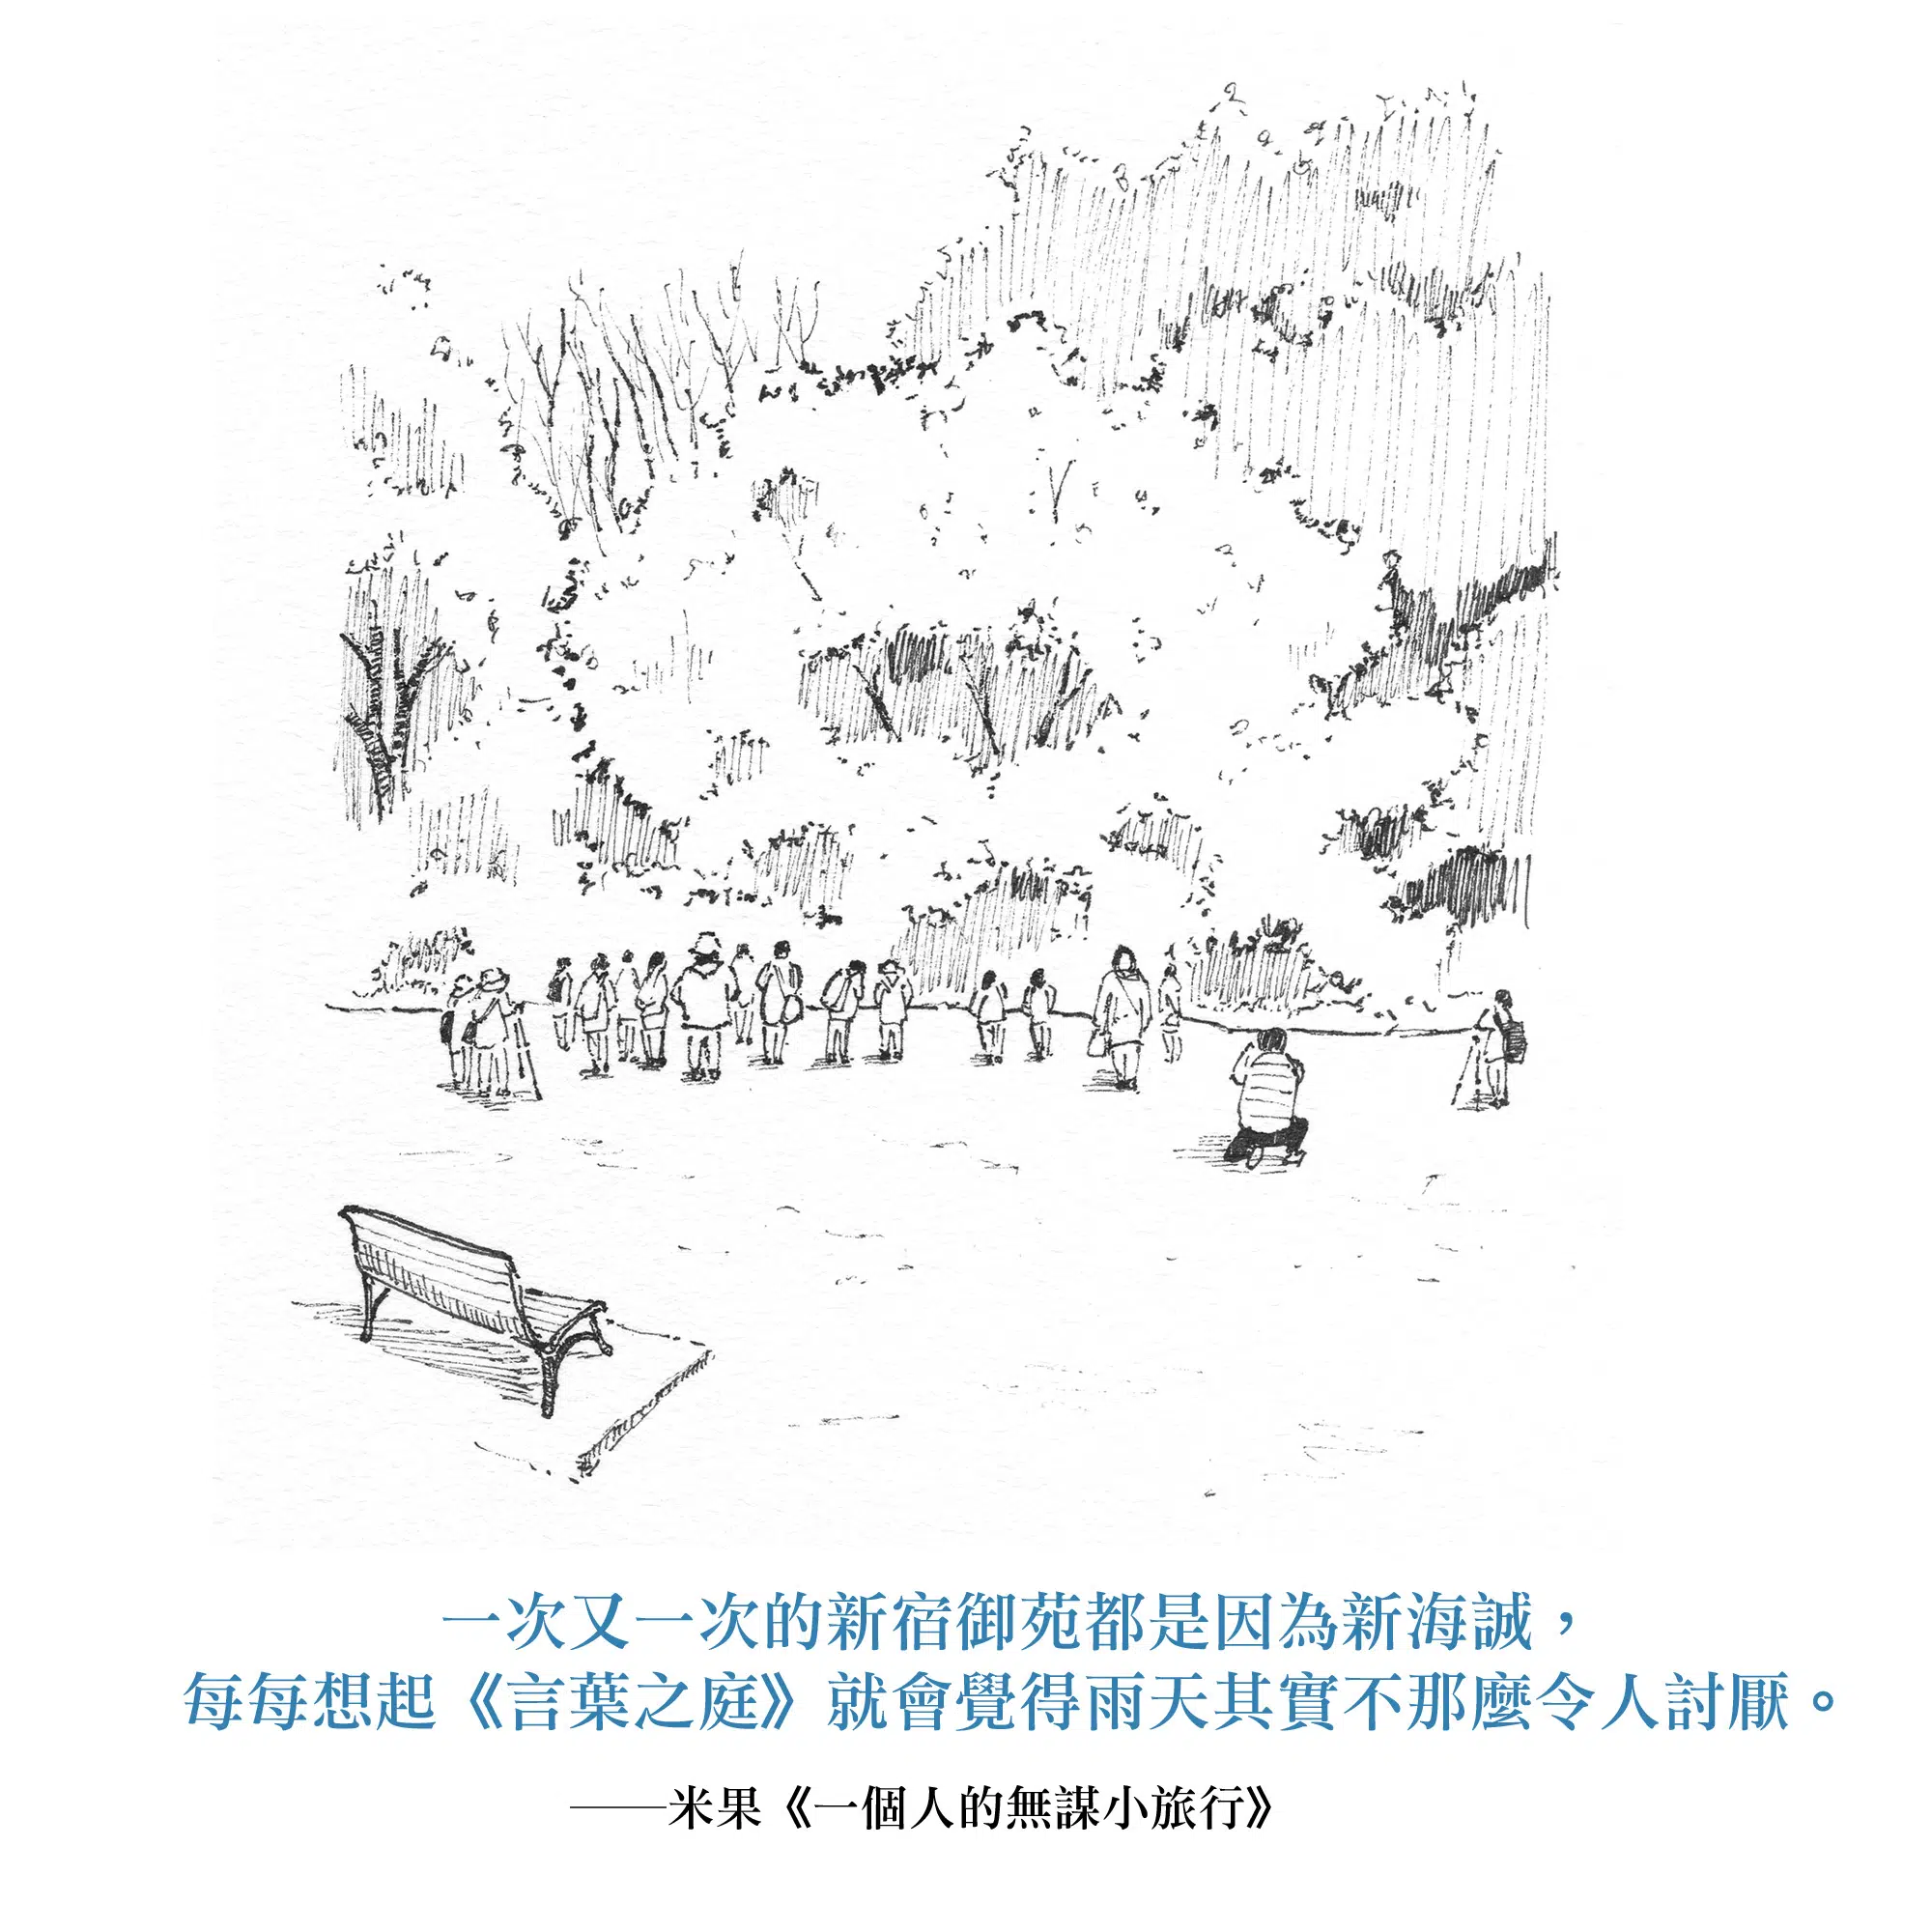 一次又一次的新宿御苑都是因為新海誠，
每每想起《言葉之庭》就會覺得雨天其實不那麼令人討厭。
——米果《一個人的無謀小旅行》